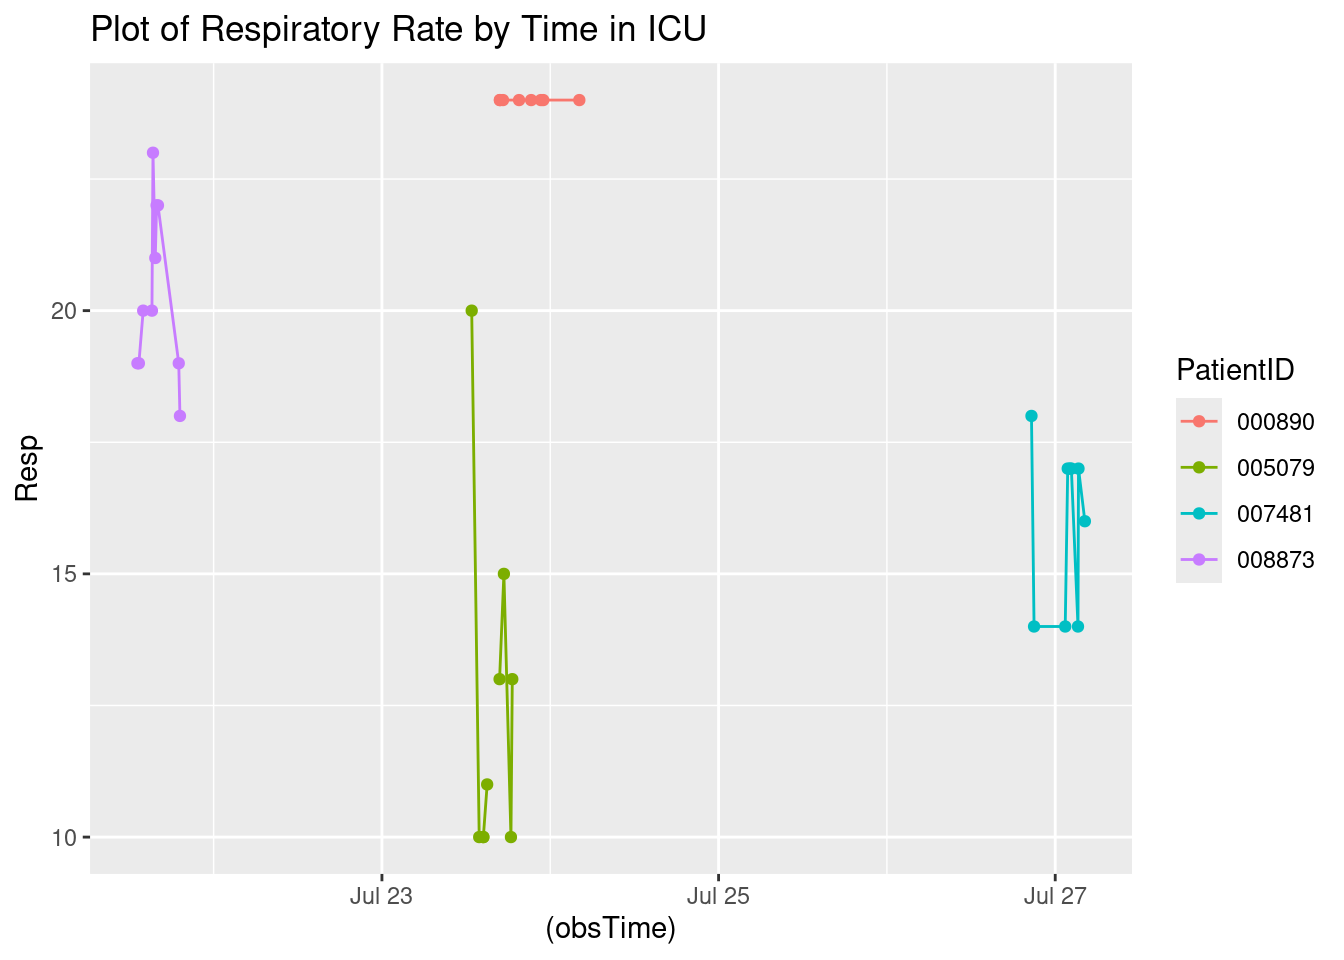 Plot of Respiratory Rate by Time in ICU
Resp
20
15
10
Jul 23
Jul 25
Jul 27
(obsTime)
PatientID
000890
005079
007481
008873